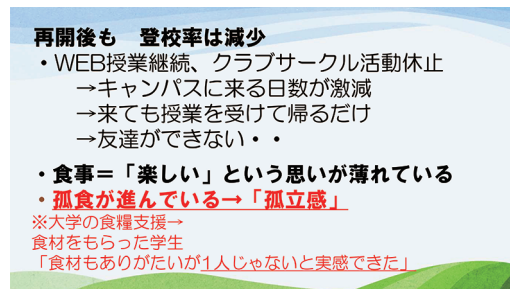 再開後も 登校率は減少
・WEB授業継続、クラブサークル活動休止
→キャンパスに来る日数が激減
→来ても授業を受けて帰るだけ
→友達ができない・・
・食事=「楽しい」という思いが薄れている
・孤食が進んでいる→「孤立感」
※大学の食糧支援→
食材をもらった学生
「食材もありがたいが1人じゃないと実感できた」